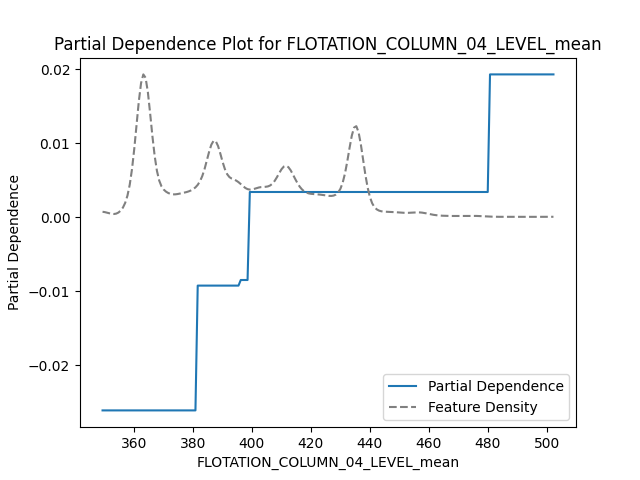 Partial Dependence Plot for FLOTATION_COLUMN_04_LEVEL_mean
0.02
0.01
0.00
−0.01
−0.02
Partial Dependence
Partial Dependence
Feature Density
360 380 400 420 440 460 480 500
FLOTATION_COLUMN_04_LEVEL_mean